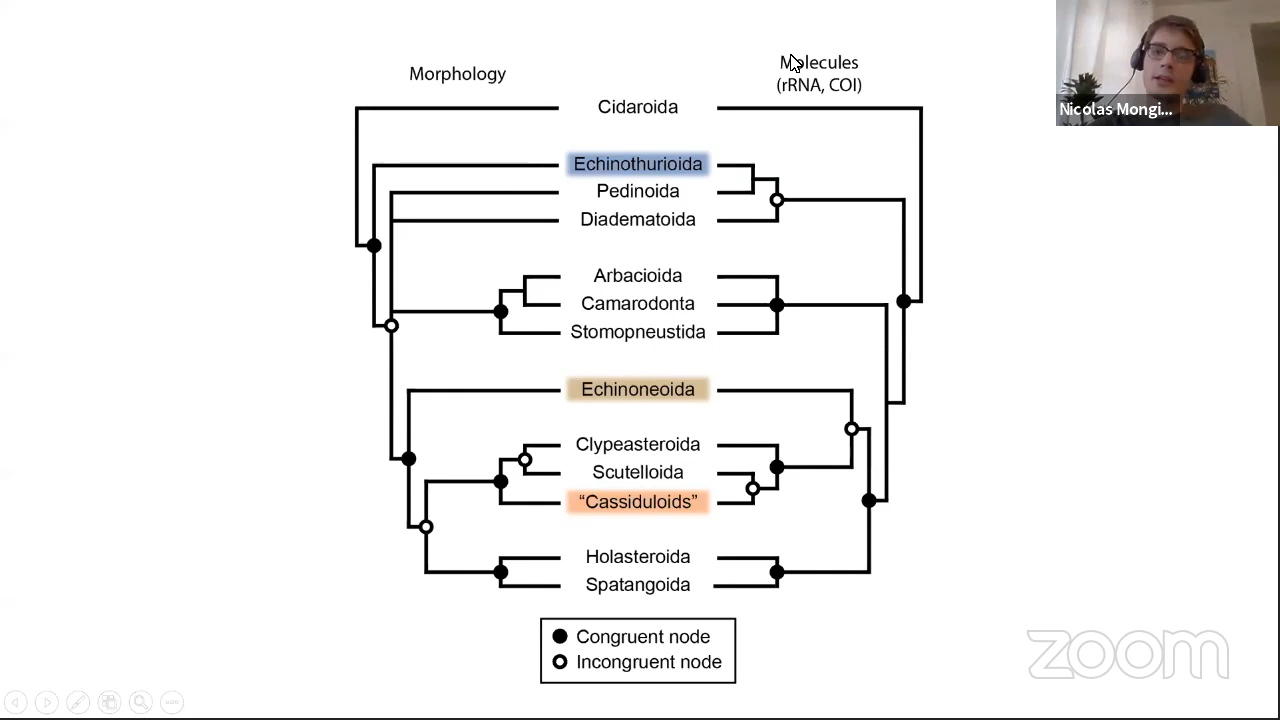 Morphology
Molecules
(rRNA, COI)
Cidaroida
Echinothurioida
Pedinoida
Diadematoida
Arbacioida
Camarodonta
Stomopneustida
Echinoneoida
Clypeasteroida
Scutelloida
“Cassiduloids”
Holasteroida
Spatangoida
Congruent node
Incongruent node
Nicolas Mongi...
zoom